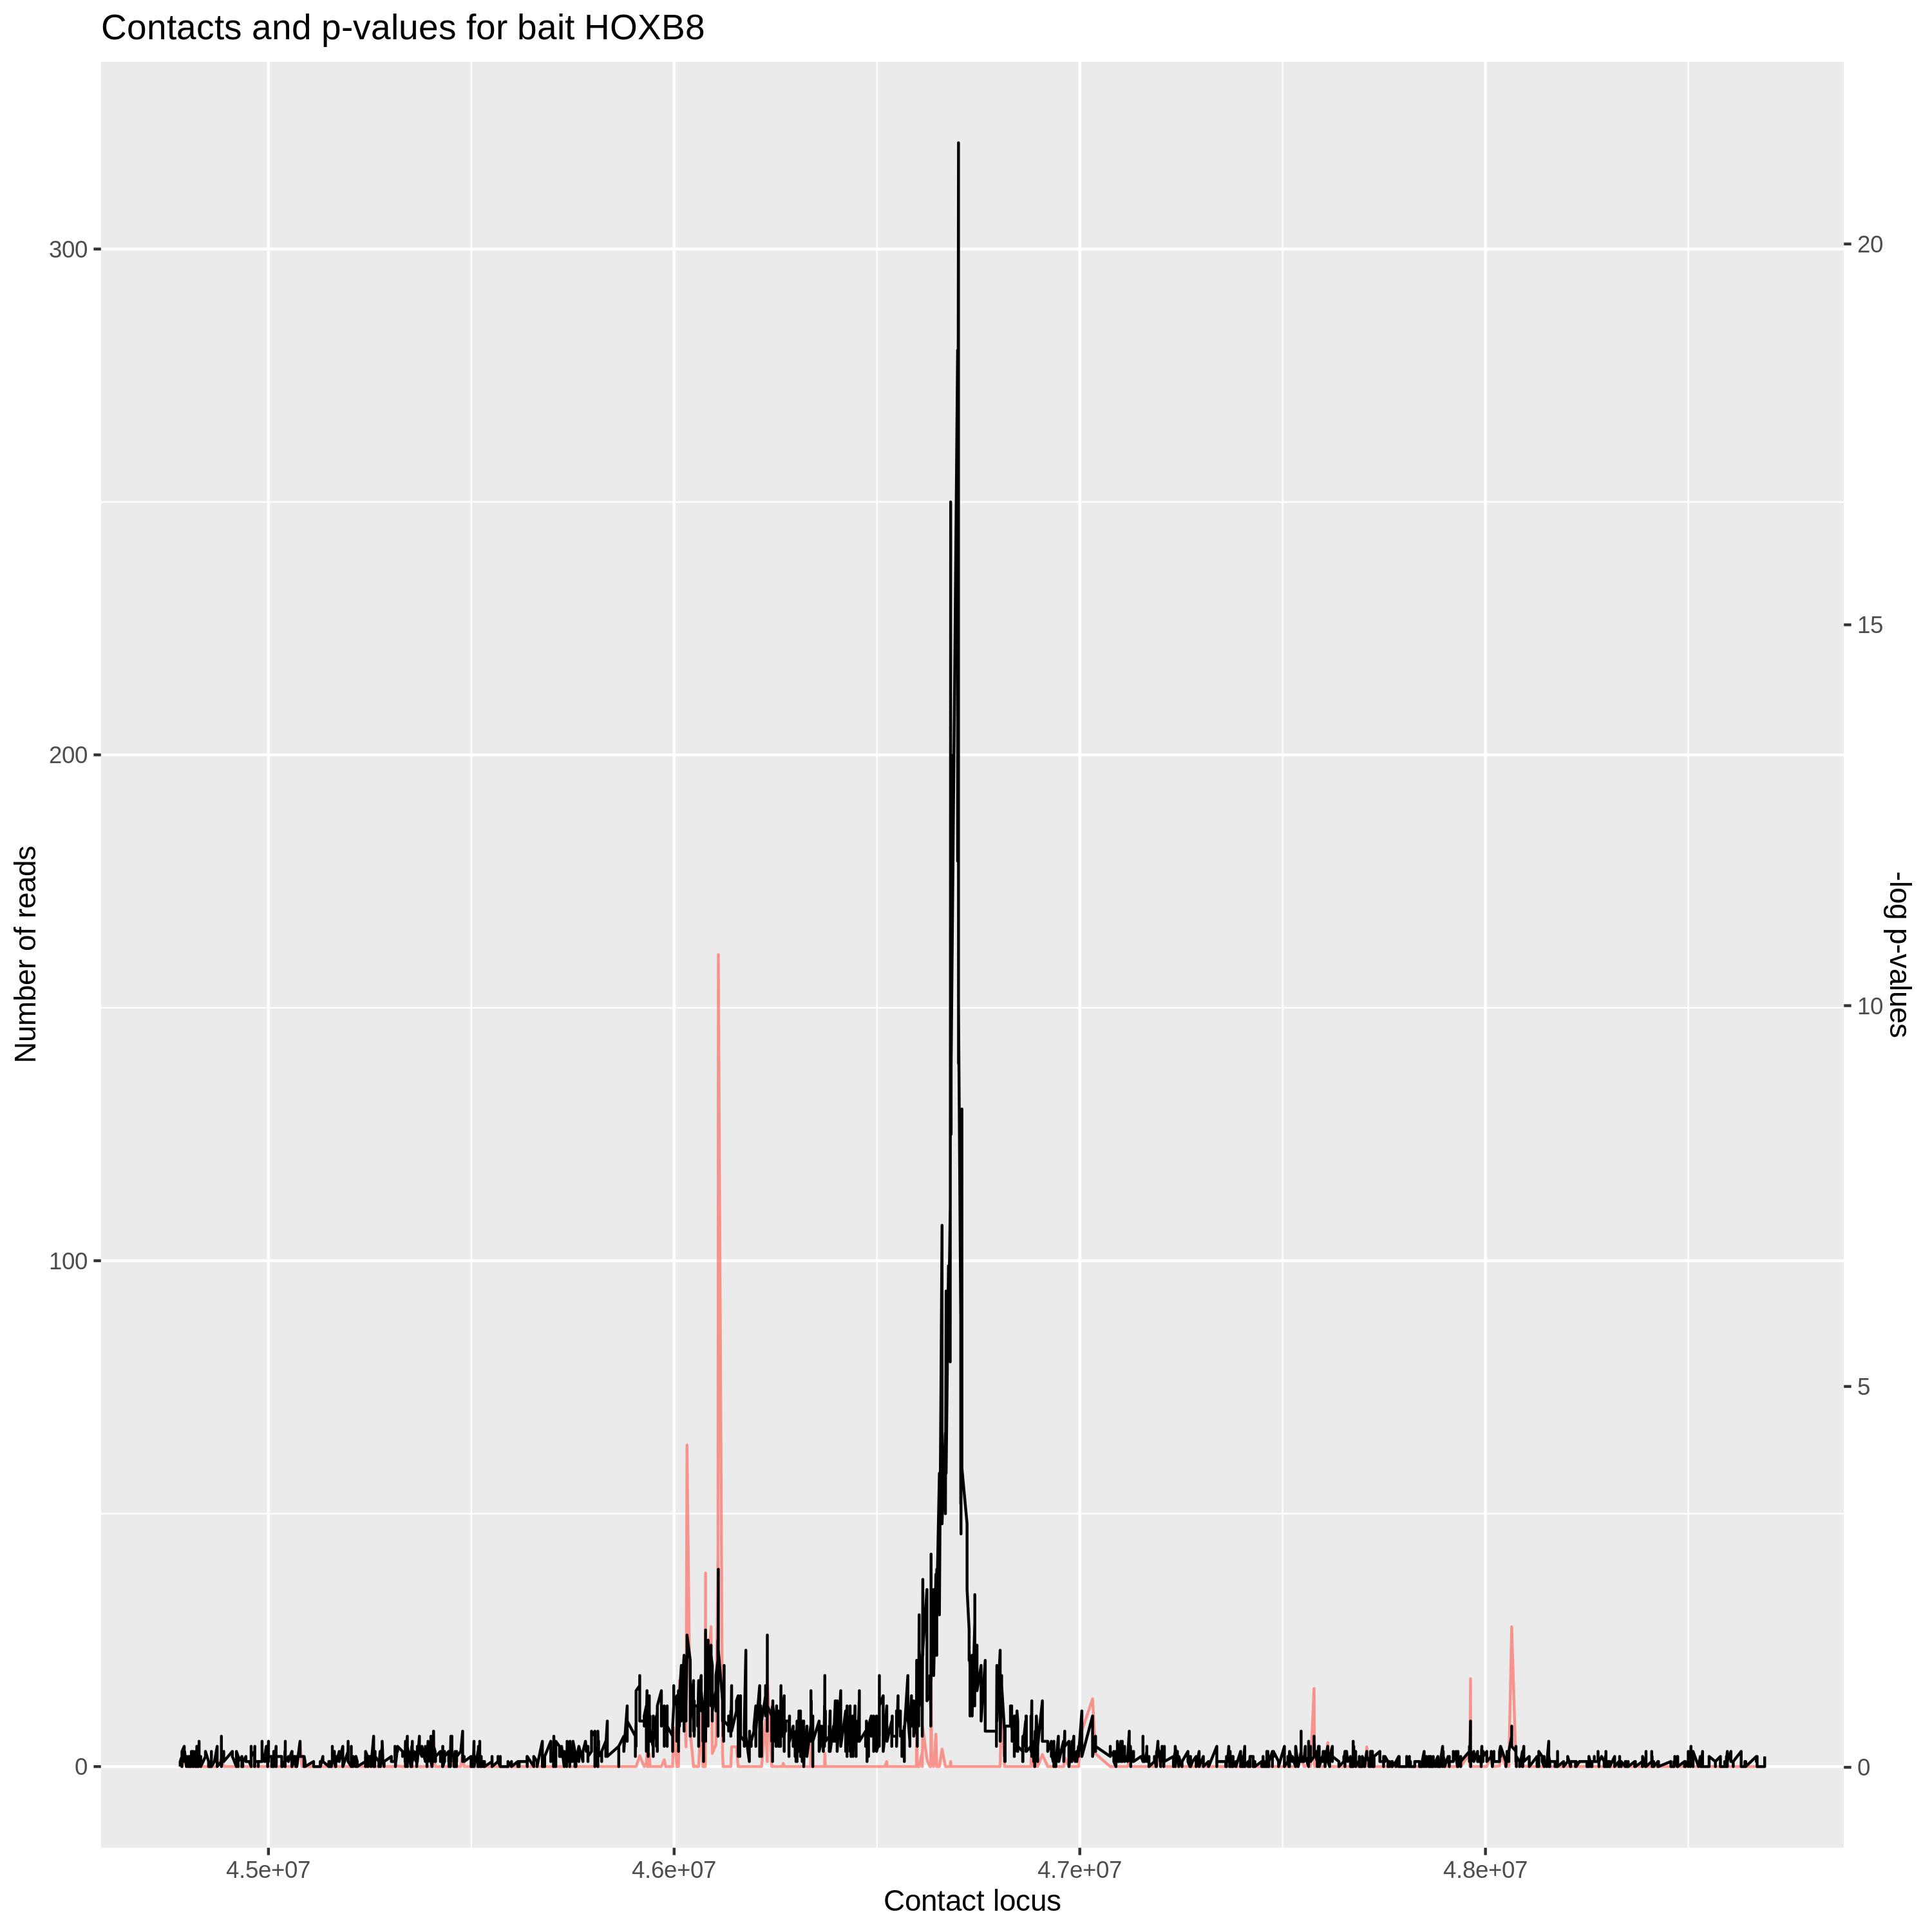 Contacts and p-values for bait HOXB8
300
200
100
0
Number of reads
20
15
10
5
0
-log p-values
4.5e+07 4.6e+07 4.7e+07 4.8e+07
Contact locus